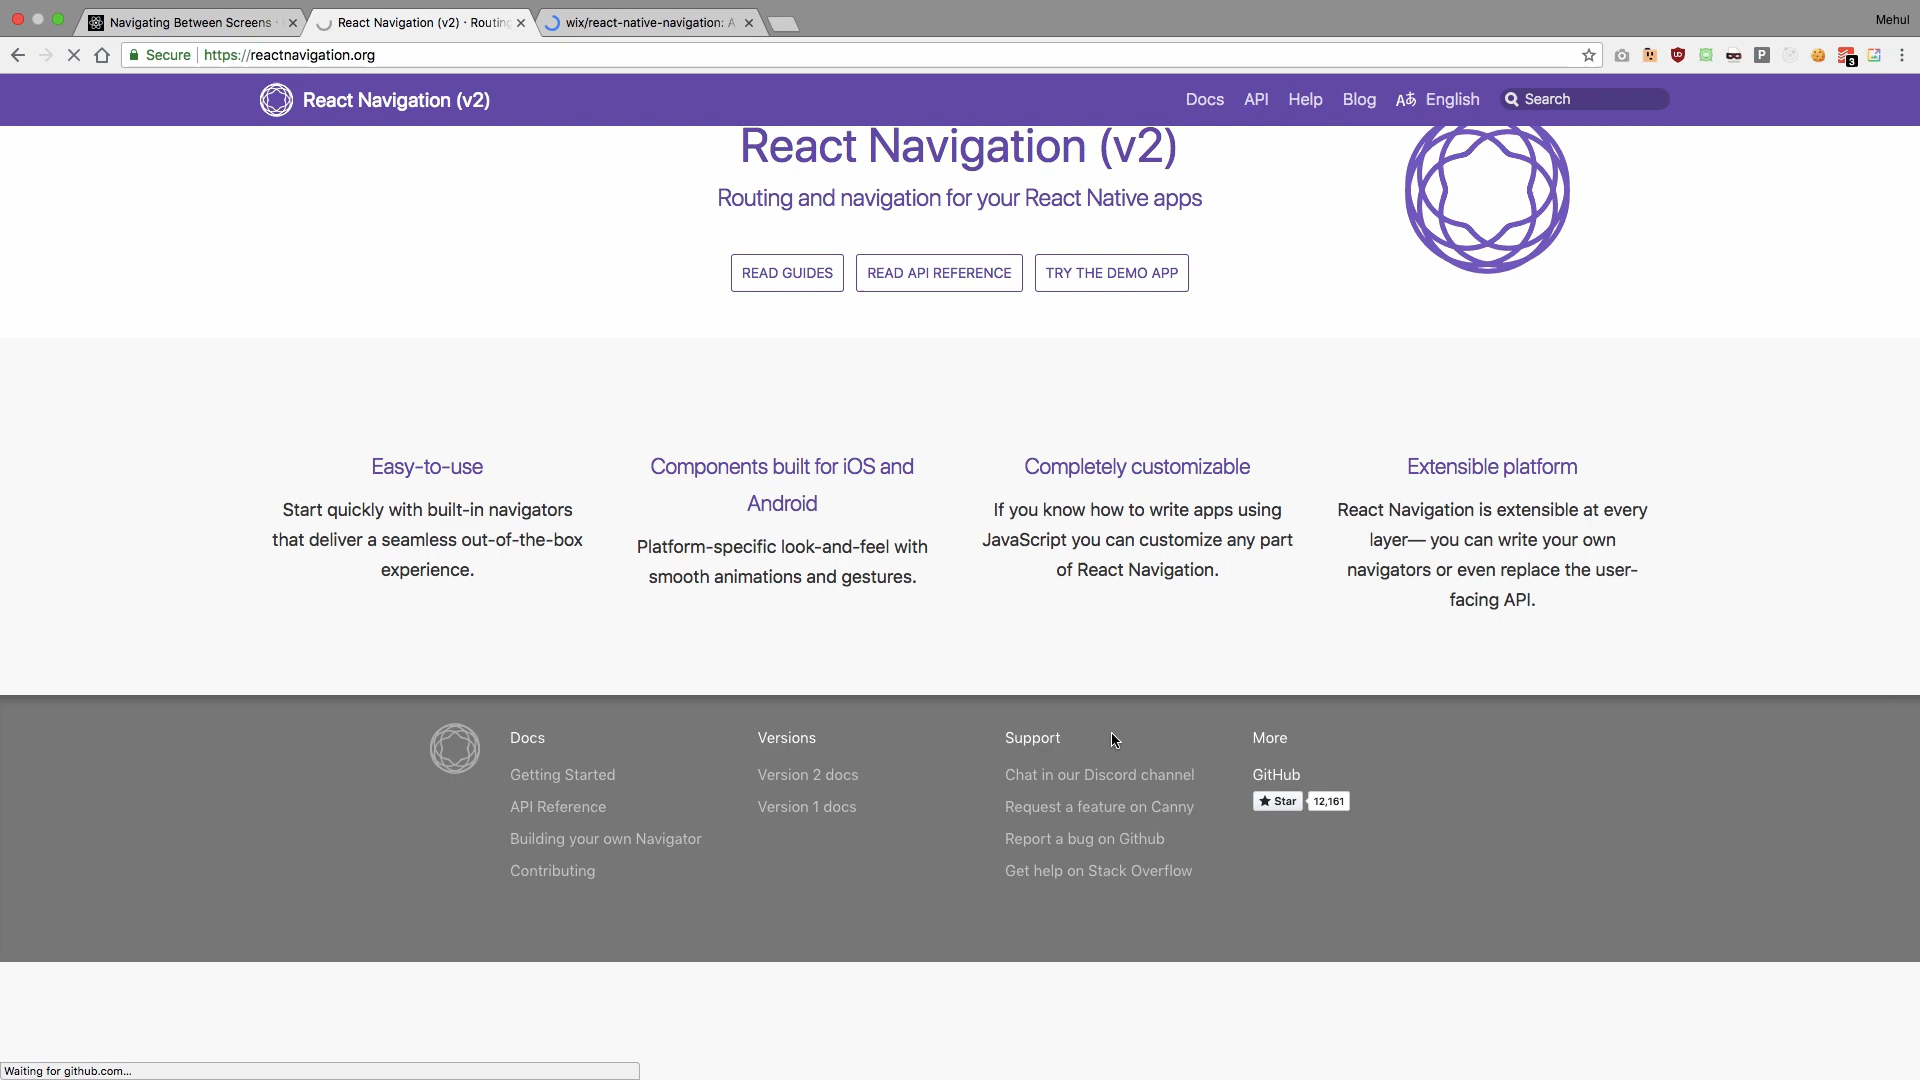 Navigating Between Screens ·
React Navigation (v2) · Routing
wix/react-native-navigation: A
Mehul
Secure
https://reactnavigation.org
P
3
React Navigation (v2)
Docs
API
Help
Blog
Aあ English
Search
React Navigation (v2)
Routing and navigation for your React Native apps
READ GUIDES
READ API REFERENCE
TRY THE DEMO APP
Easy-to-use
Start quickly with built-in navigators
that deliver a seamless out-of-the-box
experience.
Components built for iOS and
Android
Platform-specific look-and-feel with
smooth animations and gestures.
Completely customizable
If you know how to write apps using
JavaScript you can customize any part
of React Navigation.
Extensible platform
React Navigation is extensible at every
layer— you can write your own
navigators or even replace the user-
facing API.
Docs
Getting Started
API Reference
Building your own Navigator
Contributing
Versions
Version 2 docs
Version 1 docs
Support
Chat in our Discord channel
Request a feature on Canny
Report a bug on Github
Get help on Stack Overflow
More
GitHub
Star
12,161
Waiting for github.com...